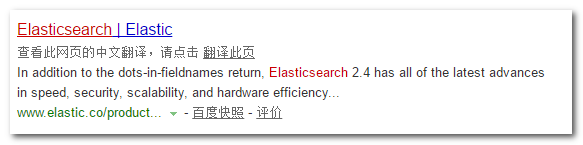 Elasticsearch | Elastic
查看此网页的中文翻译，请点击 翻译此页
In addition to the dots-in-fieldnames return, Elasticsearch 2.4 has all of the latest advances
in speed, security, scalability, and hardware efficiency...
www.elastic.co/product... - 百度快照 - 评价